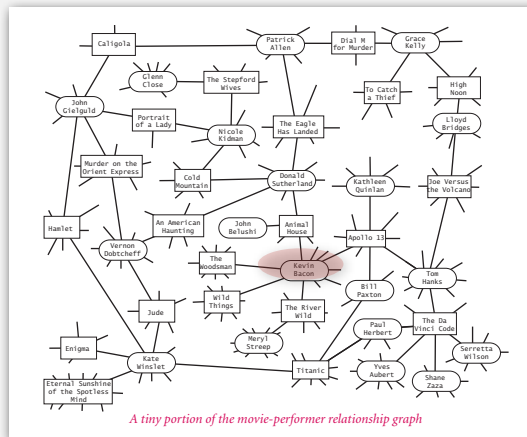 Caligola
Patrick
Allen
Dial M
for Murder
Grace
Kelly
Glenn
Close
The Stepford
Wives
To Catch
a Thief
High
Noon
John
Gielguld
Portrait
of a Lady
Nicole
Kidman
The Eagle
Has Landed
Lloyd
Bridges
Murder on the
Orient Express
Cold
Mountain
Donald
Sutherland
Kathleen
Quinlan
Joe Versus
the Volcano
Hamlet
An American
Haunting
John
Belushi
Animal
House
Apollo 13
Vernon
Dobtcheff
The
Woodsman
Kevin
Bacon
Tom
Hanks
Bill
Paxton
Jude
Wild
Things
The River
Wild
Paul
Herbert
The Da
Vinci Code
Enigma
Kate
Winslet
Meryl
Streep
Serretta
Wilson
Titanic
Yves
Aubert
Shane
Zaza
Eternal Sunshine
of the Spotless
Mind
A tiny portion of the movie-performer relationship graph